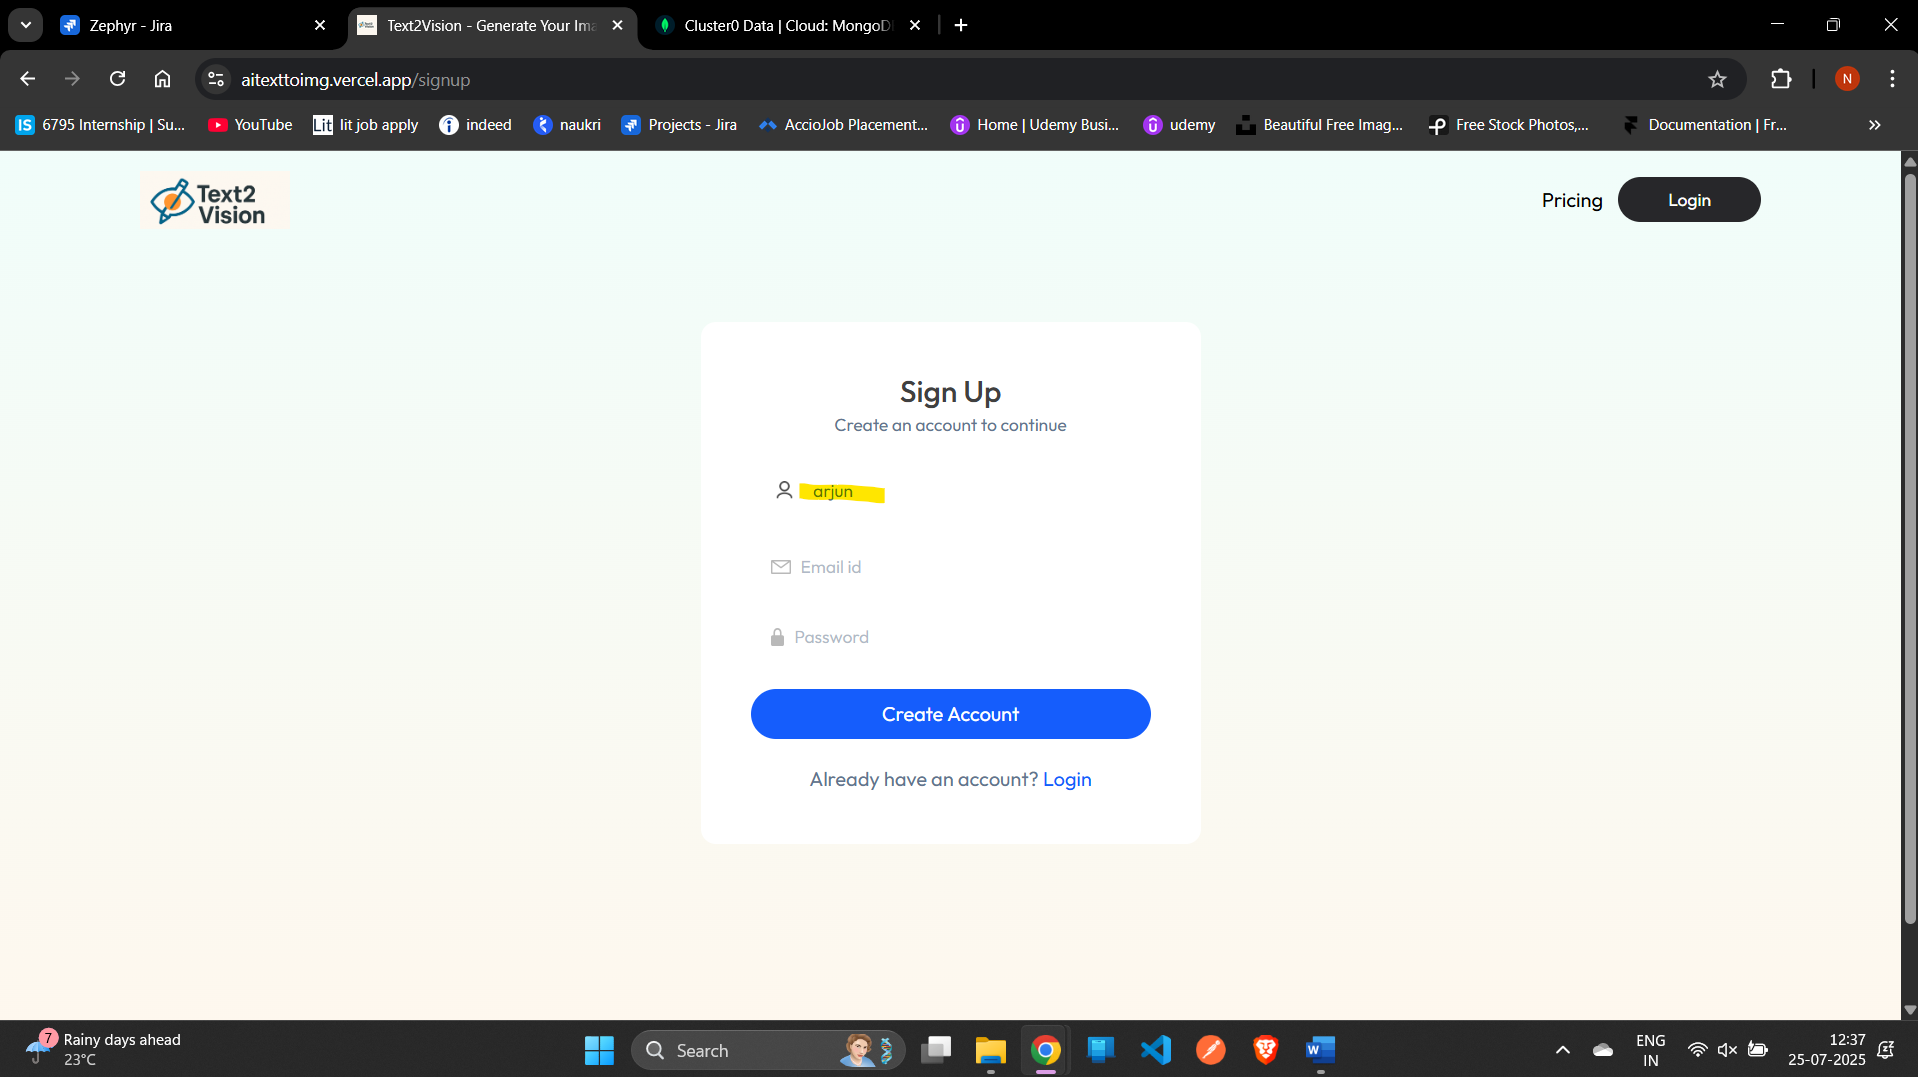 Zephyr - Jira
Text2Vision - Generate Your Ima
Cluster0 Data | Cloud: MongoD
aitexttoimg.vercel.app/signup
N
IS 6795 Internship | Su...
YouTube
Lit lit job apply
indeed
naukri
Projects - Jira
AccioJob Placement...
Home | Udemy Busi...
udemy
Beautiful Free Imag...
Free Stock Photos,...
Documentation | Fr...
Text2
Vision
Pricing
Login
Sign Up
Create an account to continue
arjun
Email id
Password
Create Account
Already have an account? Login
7
Rainy days ahead
23°C
Search
W
ENG
IN
12:37
25-07-2025